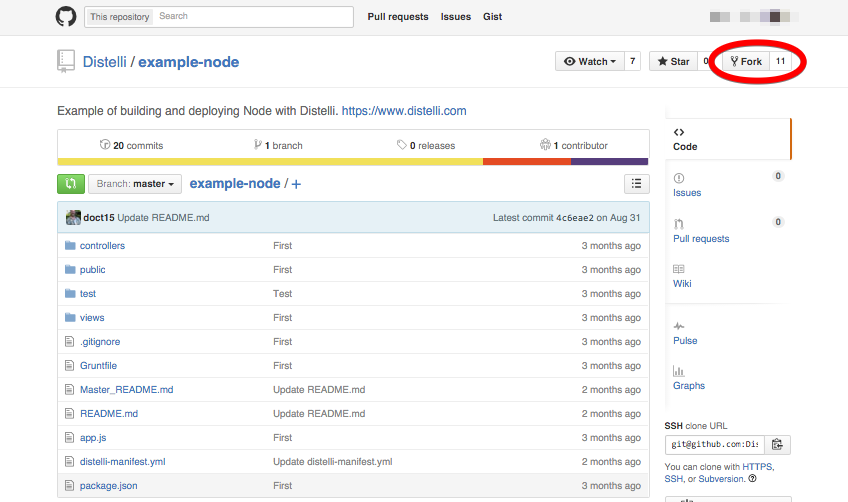 This repository Search Pull requests Issues Gist
Distelli / example-node Watch 7 Star 0 Fork 11
Example of building and deploying Node with Distelli. https://www.distelli.com
20 commits 1 branch 0 releases 1 contributor
Branch: master example-node / +
doct15 Update README.md Latest commit 4c6eae2 on Aug 31
controllers First 3 months ago
public First 3 months ago
test Test 3 months ago
views First 3 months ago
.gitignore First 3 months ago
Gruntfile First 3 months ago
Master_README.md Update README.md 2 months ago
README.md Update README.md 2 months ago
app.js First 3 months ago
distelli-manifest.yml Update distelli-manifest.yml 2 months ago
package.json First 3 months ago
Code
Issues 0
Pull requests 0
Wiki
Pulse
Graphs
SSH clone URL
git@github.com:Dis
You can clone with HTTPS,
SSH, or Subversion.